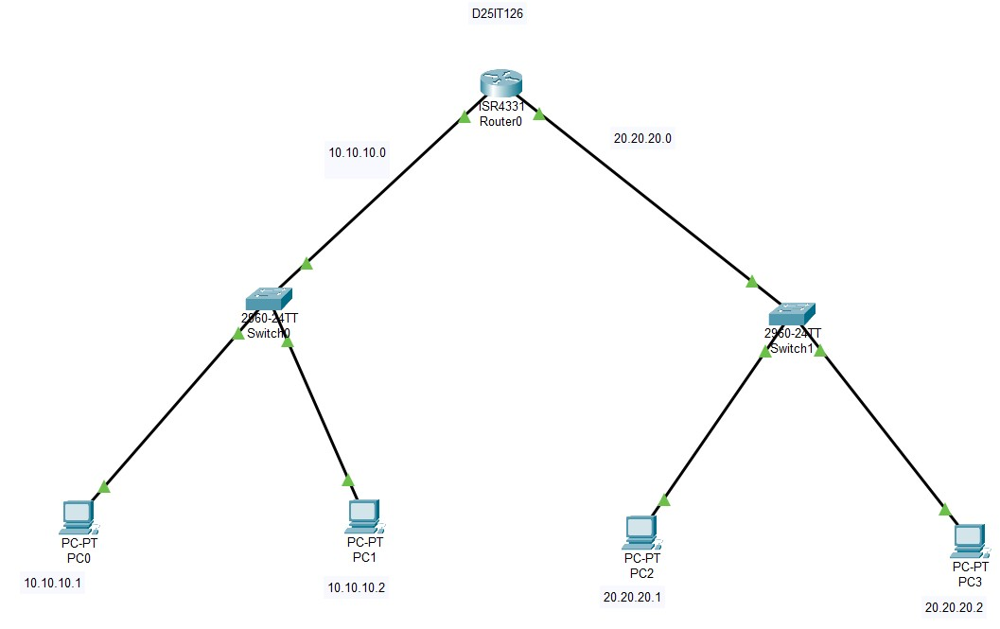 D25IT126
ISR4331
Router0
10.10.10.0
20.20.20.0
2960-24TT
Switch0
2960-24TT
Switch1
PC-PT
PC0
10.10.10.1
PC-PT
PC1
10.10.10.2
PC-PT
PC2
20.20.20.1
PC-PT
PC3
20.20.20.2